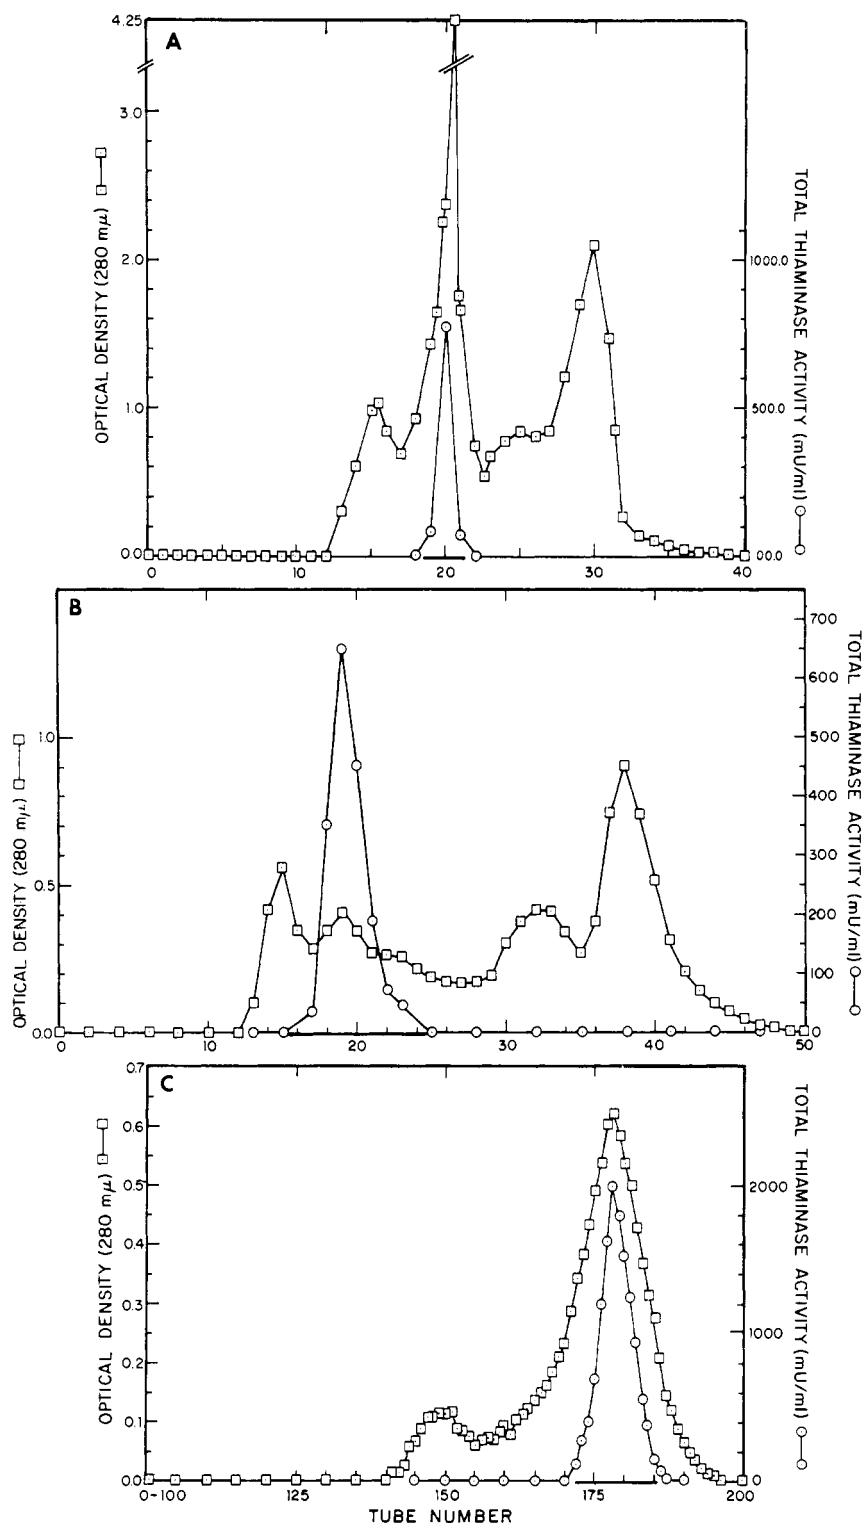 A
4.25
3.0
2.0
1.0
0.0
OPTICAL DENSITY (280 mμ)
1000.0
500.0
00.0
TOTAL THIAMINASE ACTIVITY (mU/ml)
0 10 20 30 40
B
1.0
0.5
0.0
OPTICAL DENSITY (280 mμ)
700
600
500
400
300
200
100
0
TOTAL THIAMINASE ACTIVITY (mU/ml)
0 10 20 30 40 50
C
0.7
0.6
0.5
0.4
0.3
0.2
0.1
0.0
OPTICAL DENSITY (280 mμ)
2000
1000
0
TOTAL THIAMINASE ACTIVITY (mU/ml)
0-100 125 150 175 200
TUBE NUMBER